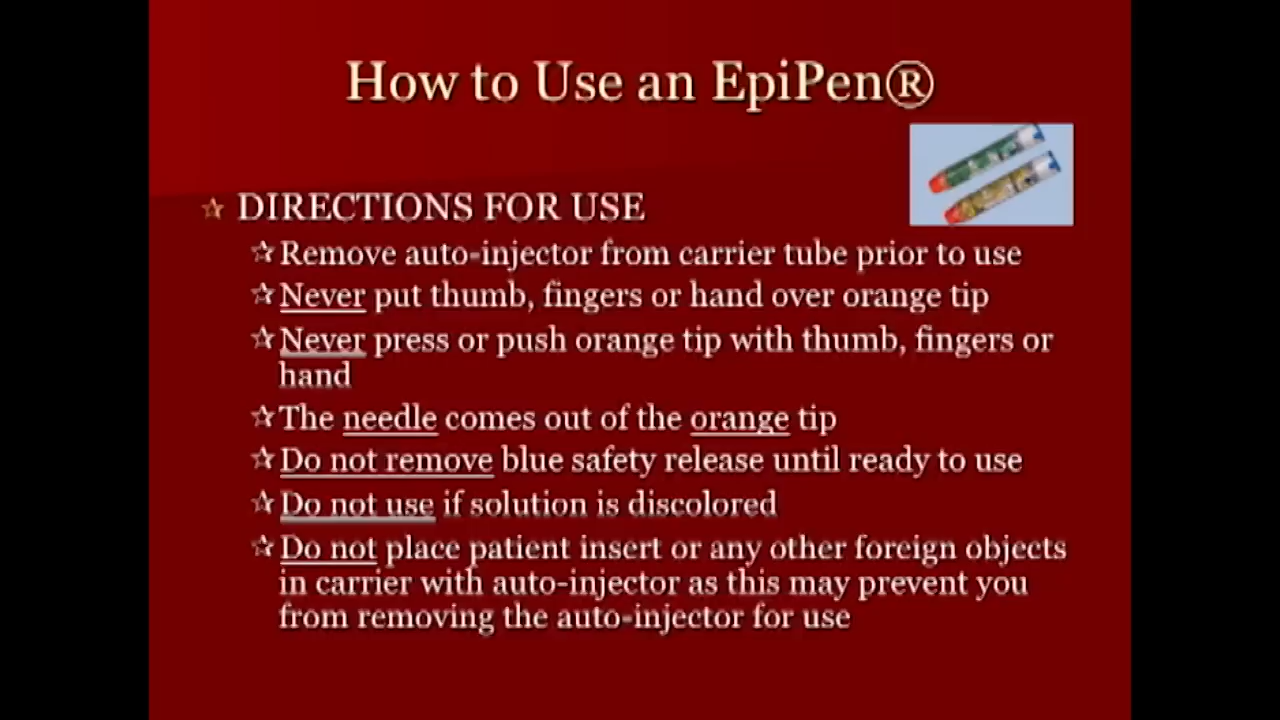 How to Use an EpiPen®
DIRECTIONS FOR USE
Remove auto-injector from carrier tube prior to use
Never put thumb, fingers or hand over orange tip
Never press or push orange tip with thumb, fingers or
hand
The needle comes out of the orange tip
Do not remove blue safety release until ready to use
Do not use if solution is discolored
Do not place patient insert or any other foreign objects
in carrier with auto-injector as this may prevent you
from removing the auto-injector for use